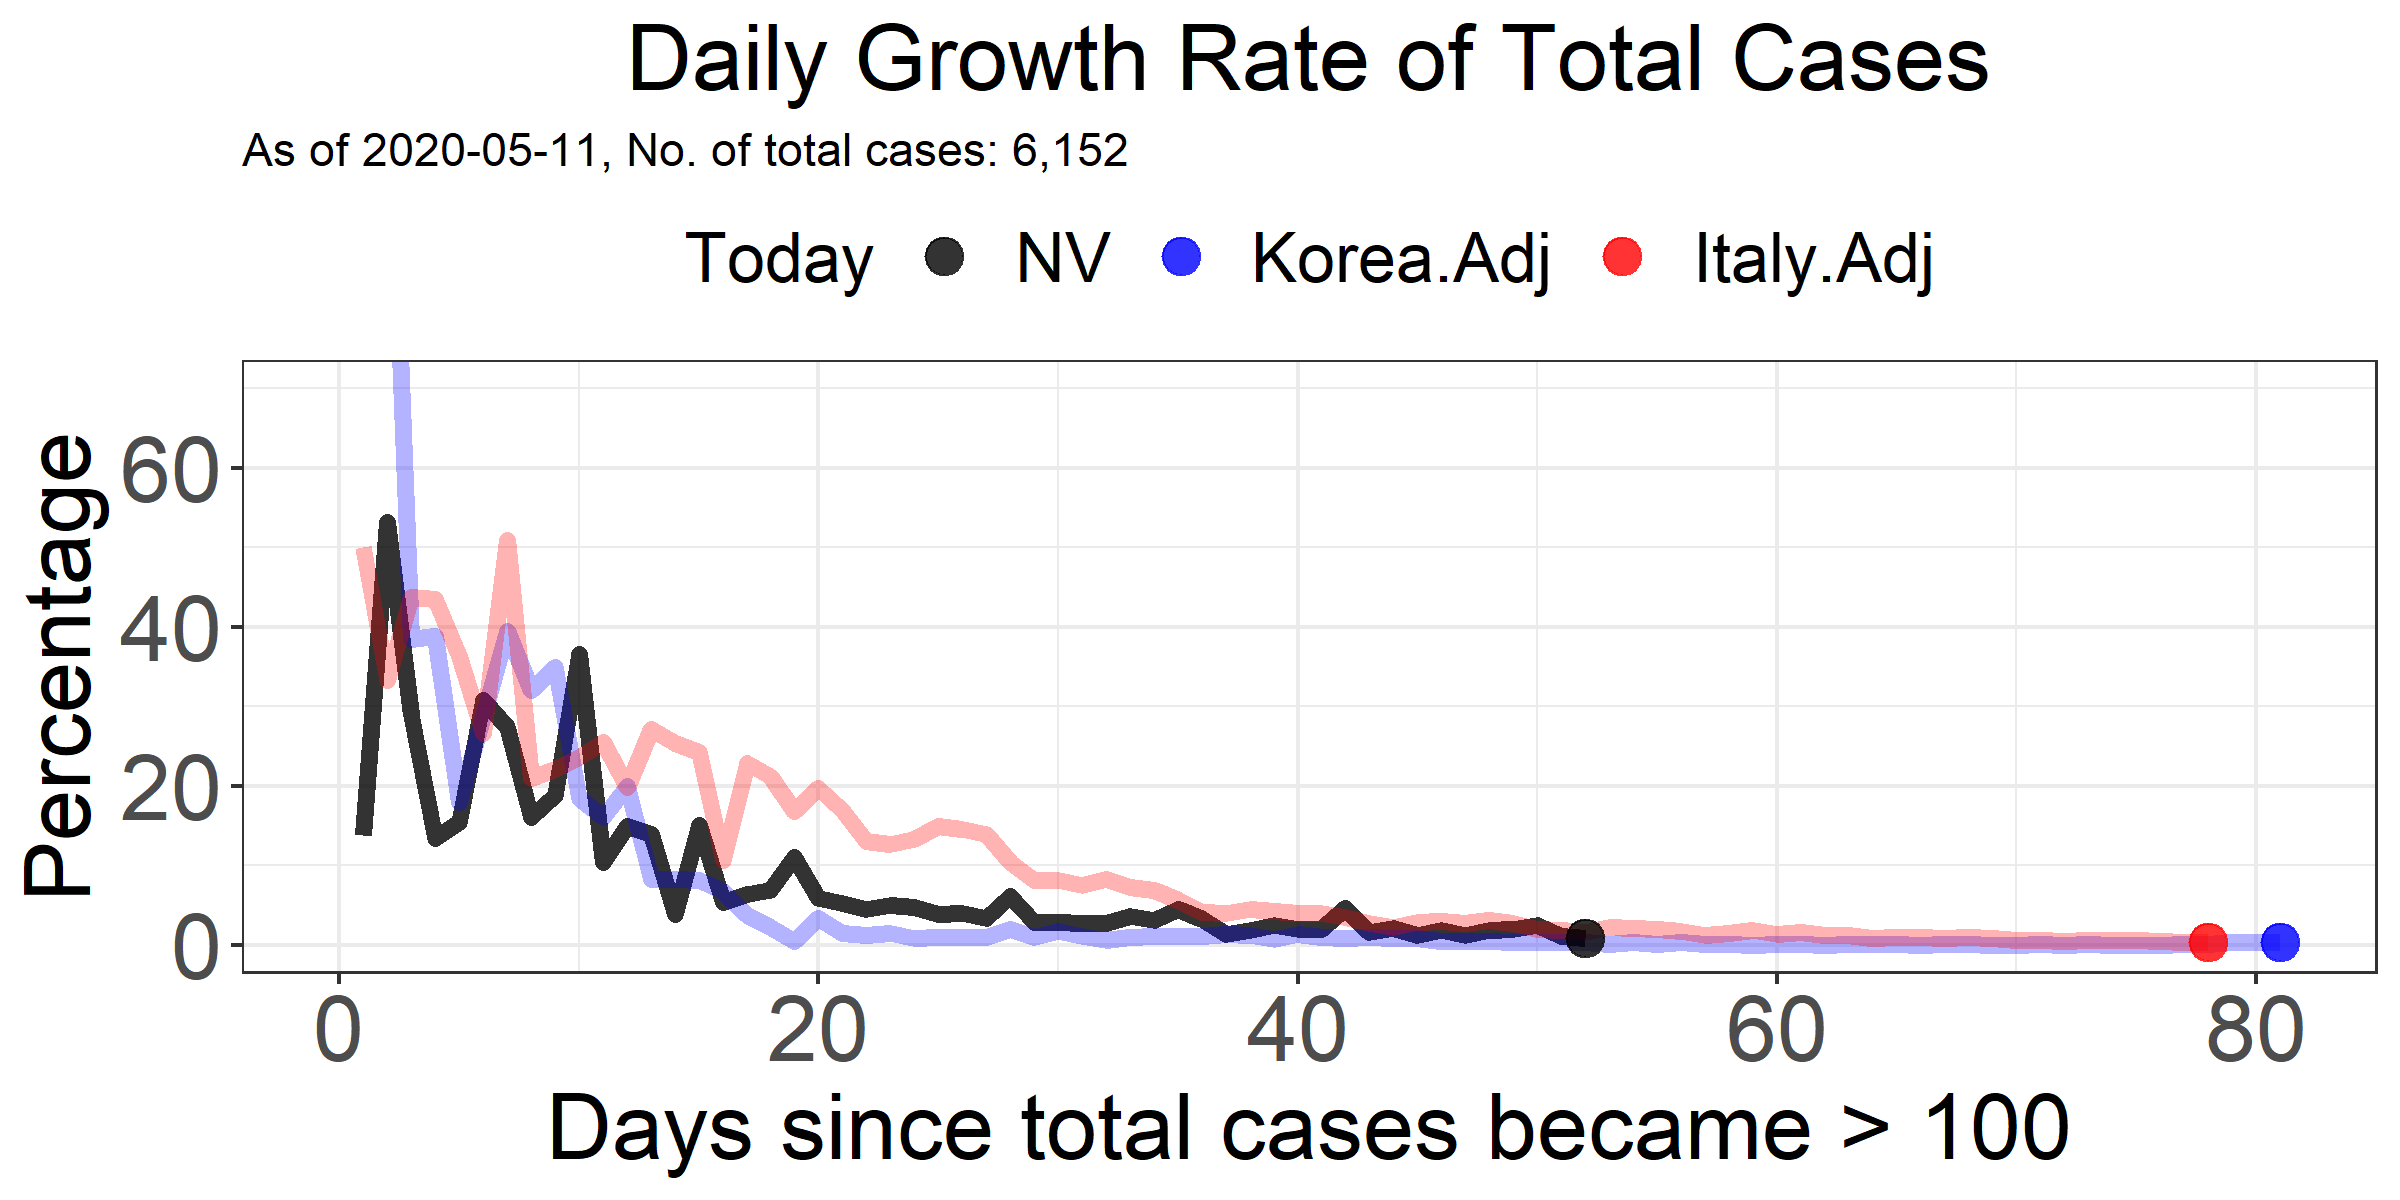 Daily Growth Rate of Total Cases
As of 2020-05-11, No. of total cases: 6,152
Today NV Korea.Adj Italy.Adj
Percentage
60
40
20
0
0 20 40 60 80
Days since total cases became > 100